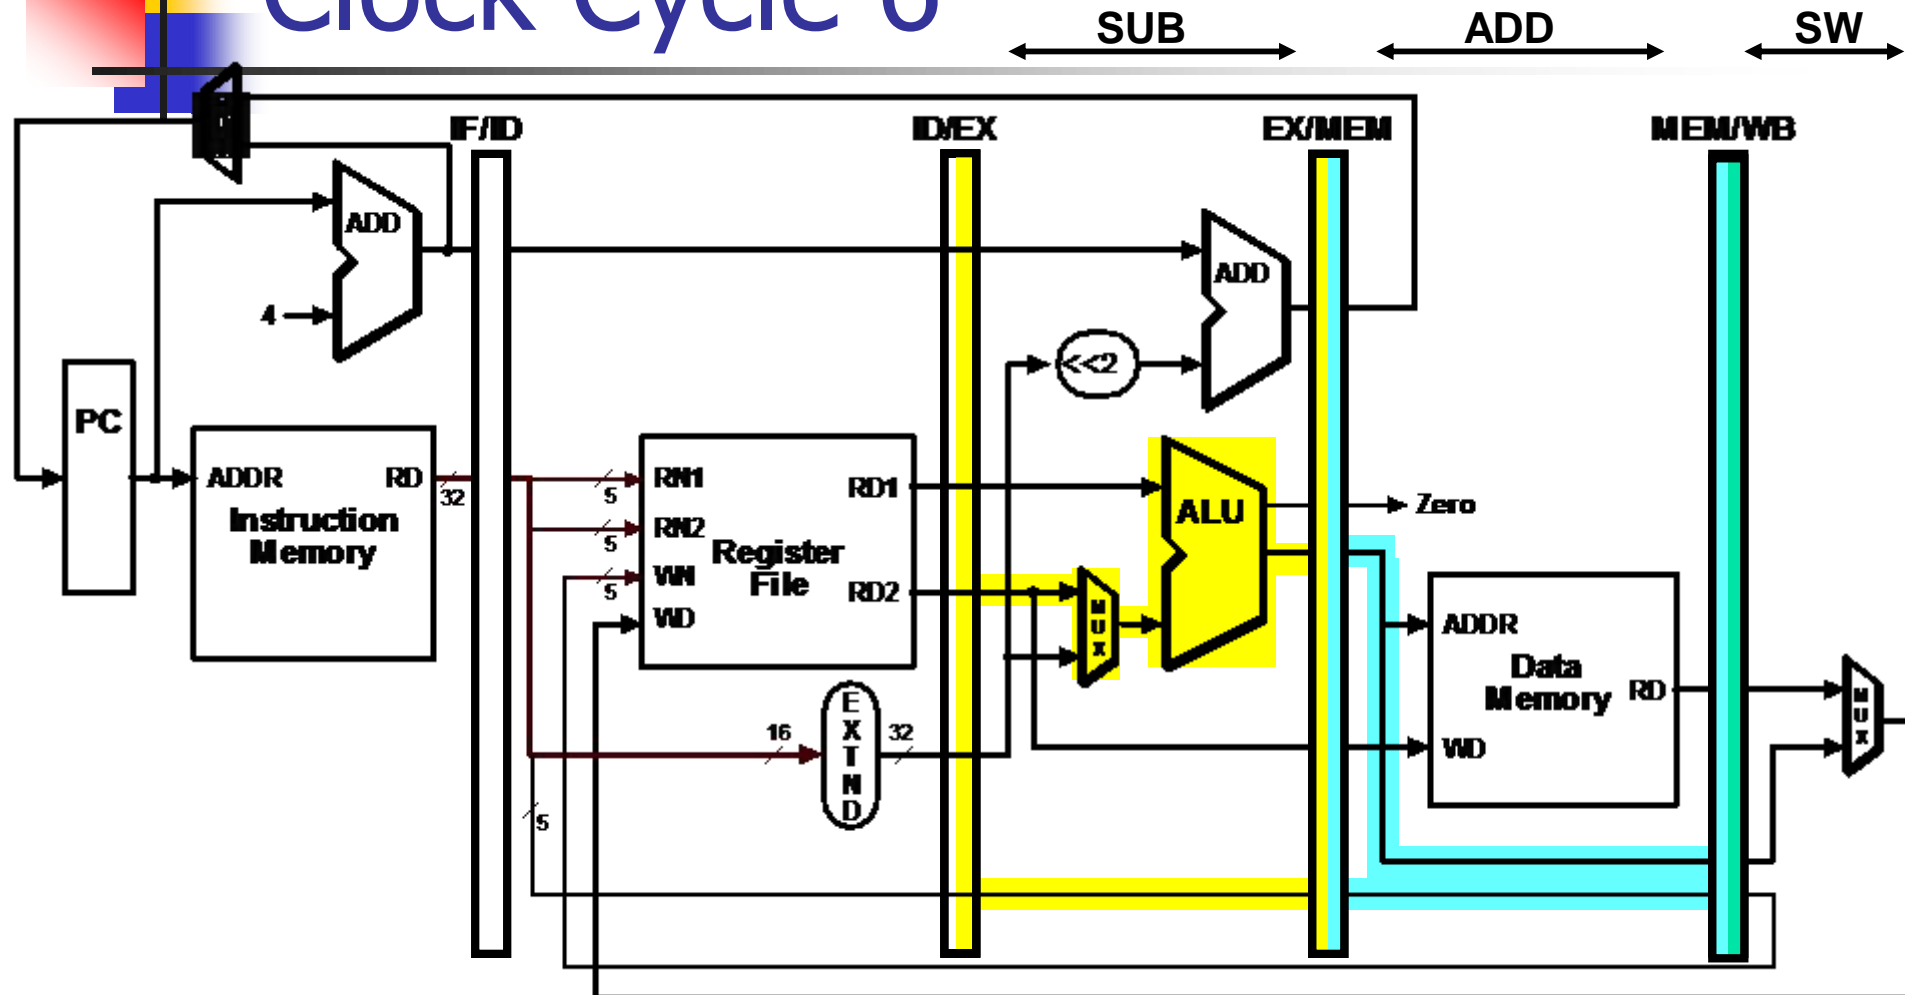 Clock Cycle 6
SUB
ADD
SW
IF/ID
ID/EX
EX/MEM
MEM/WB
ADD
4
ADD
<<2
PC
ADDR
RD
Instruction
Memory
32
5
5
5
RN1
RN2
WN
WD
Register
File
RD1
RD2
16
EXTND
32
5
MUX
ALU
Zero
ADDR
Data
Memory
RD
WD
MUX